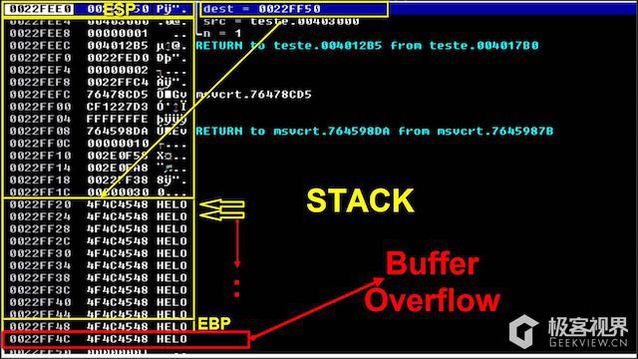 ESP
0022FEE0 dest = 0022FF50
0022FEE4 00403000 src = teste.00403000
0022FEE8 00000001 n = 1
0022FEEC 004012B5 RETURN to teste.004012B5 from teste.004017B0
0022FEF0 0022FED0
0022FEF4 00000002
0022FEF8 0022FFC4
0022FEFC 76478CD5 msvcrt.76478CD5
0022FF00 CF1227D3
0022FF04 FFFFFFFE
0022FF08 764598DA RETURN to msvcrt.764598DA from msvcrt.7645987B
0022FF0C 00000010
0022FF10 002E0F58
0022FF14
0022FF18 0022FF38
0022FF1C
0022FF20 4F4C4548 HELO
0022FF24 4F4C4548 HELO
STACK
0022FF28 4F4C4548 HELO
0022FF2C 4F4C4548 HELO
0022FF30 4F4C4548 HELO
0022FF34 4F4C4548 HELO
0022FF38 4F4C4548 HELO
0022FF3C 4F4C4548 HELO
0022FF40 4F4C4548 HELO
0022FF44 4F4C4548 HELO
Buffer
Overflow
0022FF48 4F4C4548 HELO EBP
0022FF4C 4F4C4548 HELO
极客视界
GEEKVIEW.CN